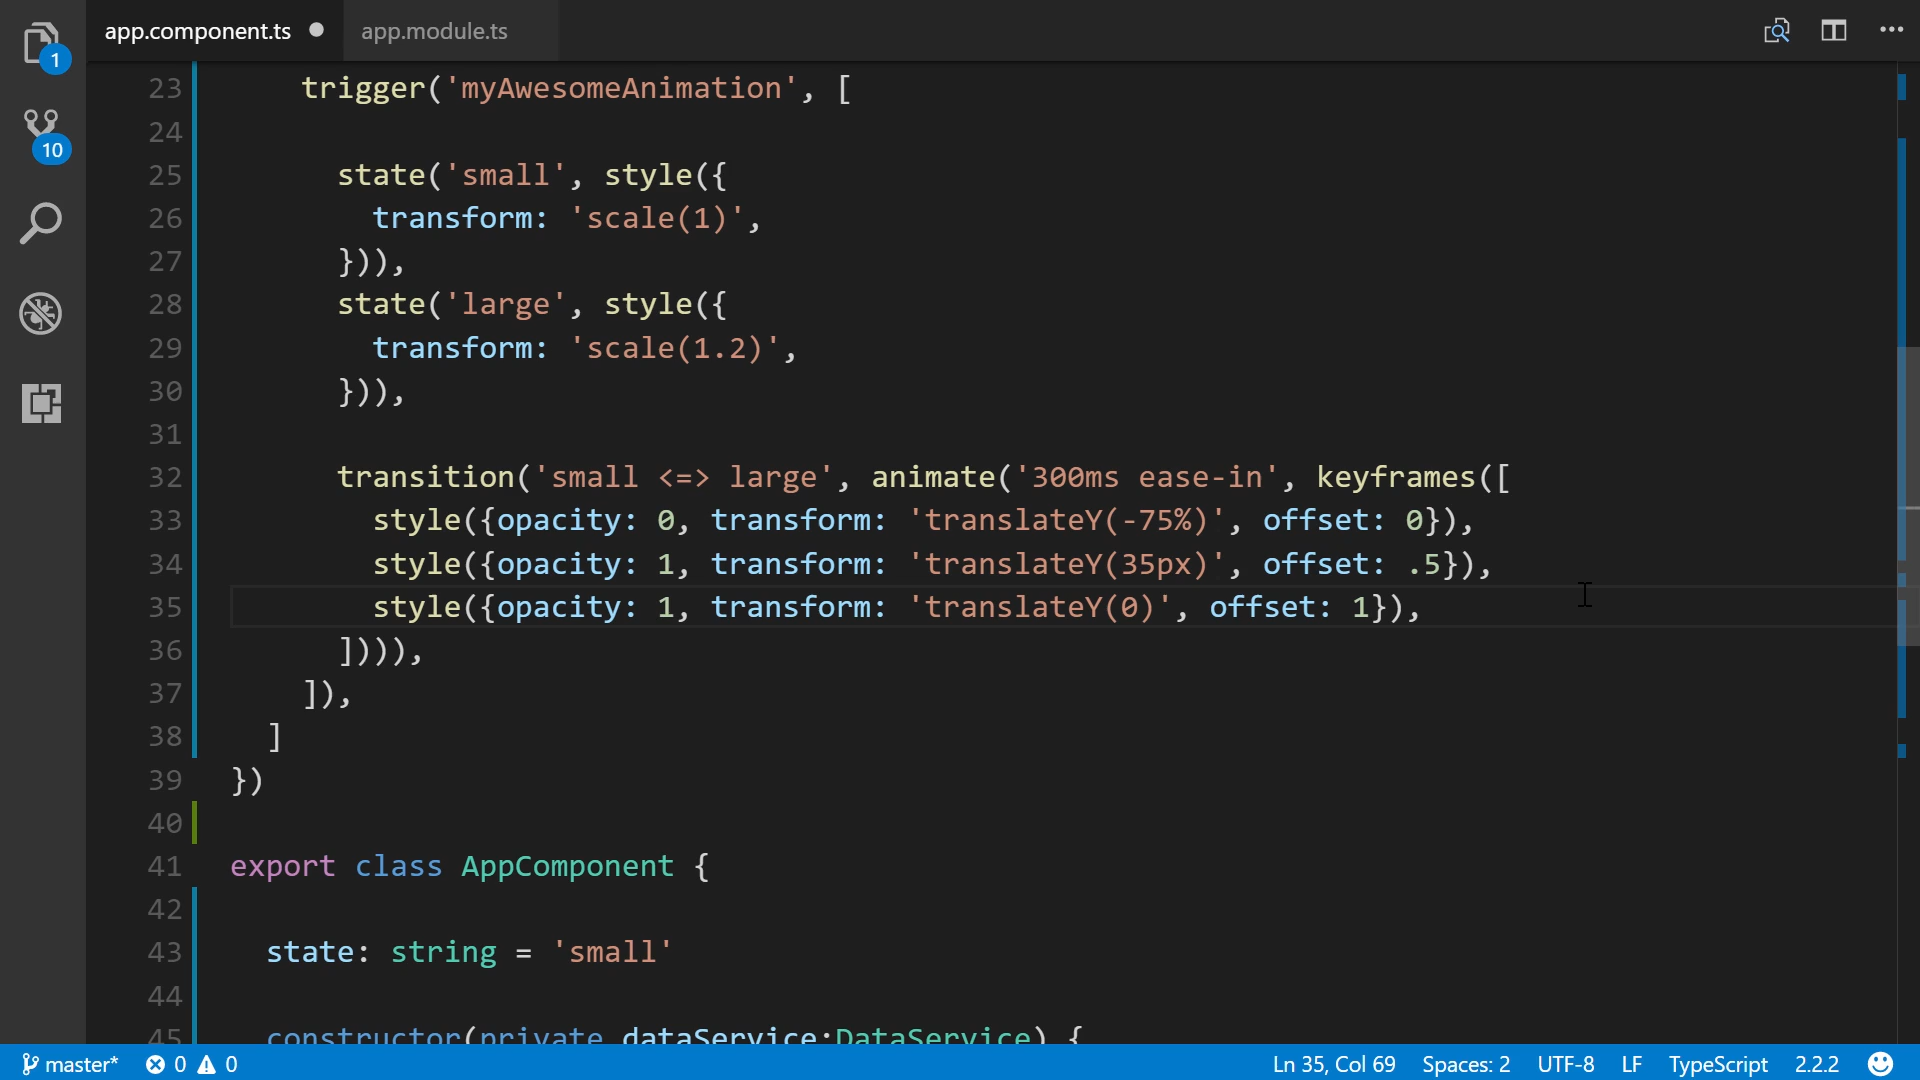 app.component.ts
app.module.ts
1
10
23 trigger('myAwesomeAnimation', [
24
25 state('small', style({
26 transform: 'scale(1)',
27 })),
28 state('large', style({
29 transform: 'scale(1.2)',
30 })),
31
32 transition('small <=> large', animate('300ms ease-in', keyframes([
33 style({opacity: 0, transform: 'translateY(-75%)', offset: 0}),
34 style({opacity: 1, transform: 'translateY(35px)', offset: .5}),
35 style({opacity: 1, transform: 'translateY(0)', offset: 1}),
36 ]))),
37 ]),
38 ]
39 })
40
41 export class AppComponent {
42
43 state: string = 'small'
44
45 constructor(private dataService:DataService) {
master* 0 0 Ln 35, Col 69 Spaces: 2 UTF-8 LF TypeScript 2.2.2